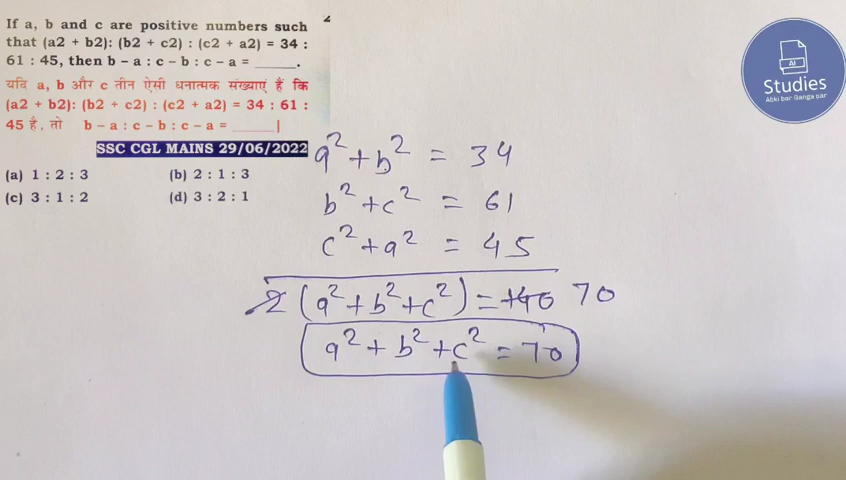 If a, b and c are positive numbers such
that (a2 + b2): (b2 + c2) : (c2 + a2) = 34 :
61 : 45, then b – a : c – b : c – a = _____.
यदि a, b और c तीन ऐसी धनात्मक संख्याएं हैं कि
(a2 + b2): (b2 + c2) : (c2 + a2) = 34 : 61 :
45 है, तो b – a : c – b : c – a = _____|
SSC CGL MAINS 29/06/2022
(a) 1 : 2 : 3 (b) 2 : 1 : 3
(c) 3 : 1 : 2 (d) 3 : 2 : 1
a² + b² = 34
b² + c² = 61
c² + a² = 45
2 (a² + b² + c²) = 140 70
a² + b² + c² = 70
AI
Studies
Abki bar Ganga par